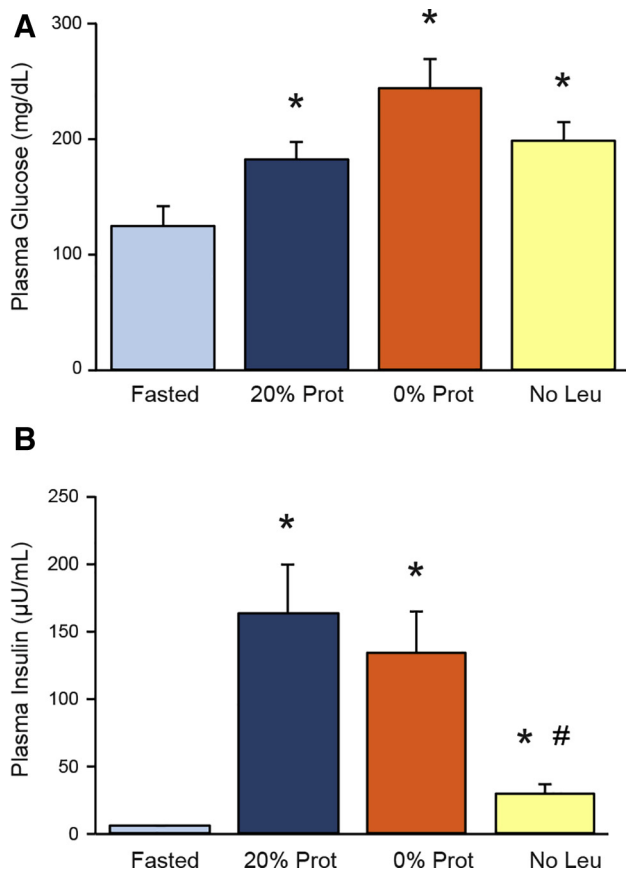 A
Plasma Glucose (mg/dL)
300
*
*
*
200
100
0
Fasted 20% Prot 0% Prot No Leu
B
Plasma Insulin (µU/mL)
250
*
200
*
150
100
* #
50
0
Fasted 20% Prot 0% Prot No Leu